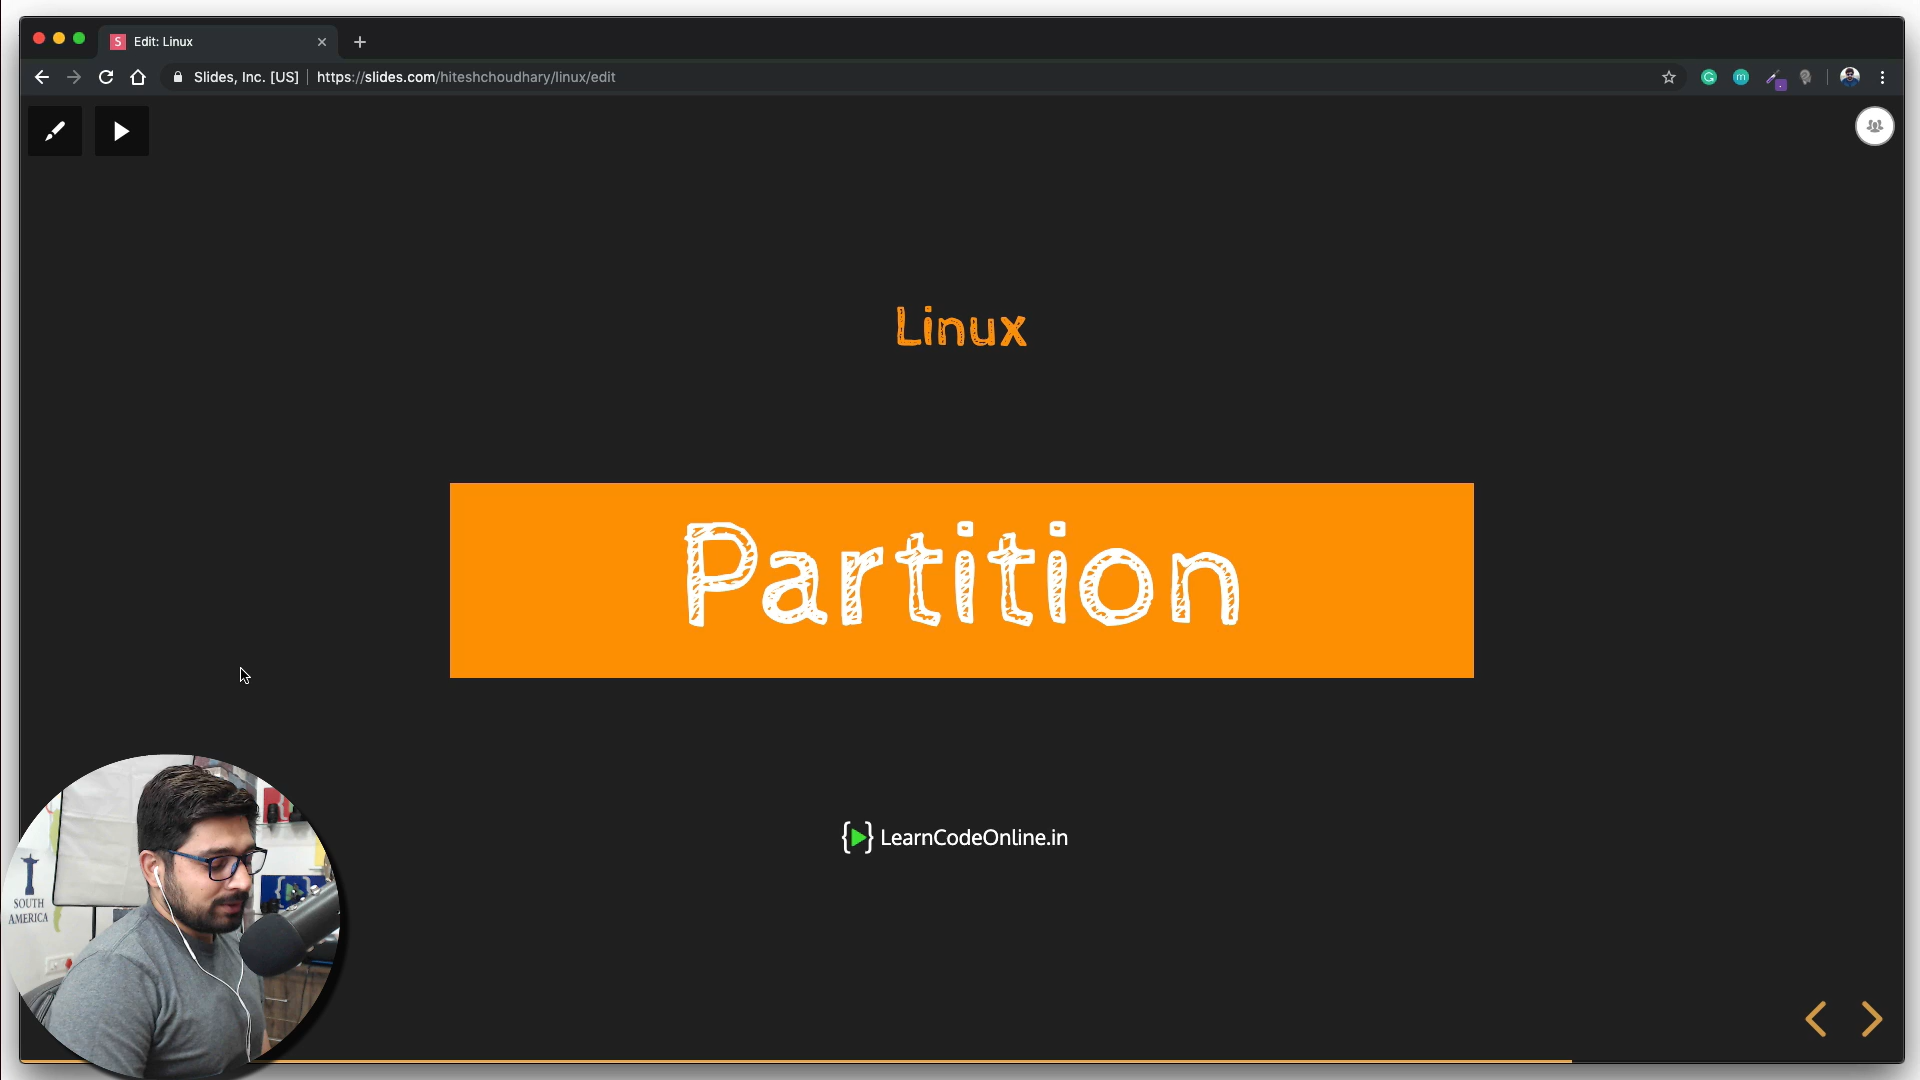 S Edit: Linux
Slides, Inc. [US] https://slides.com/hiteshchoudhary/linux/edit
Linux
Partition
{▶} LearnCodeOnline.in
SOUTH
AMERICA